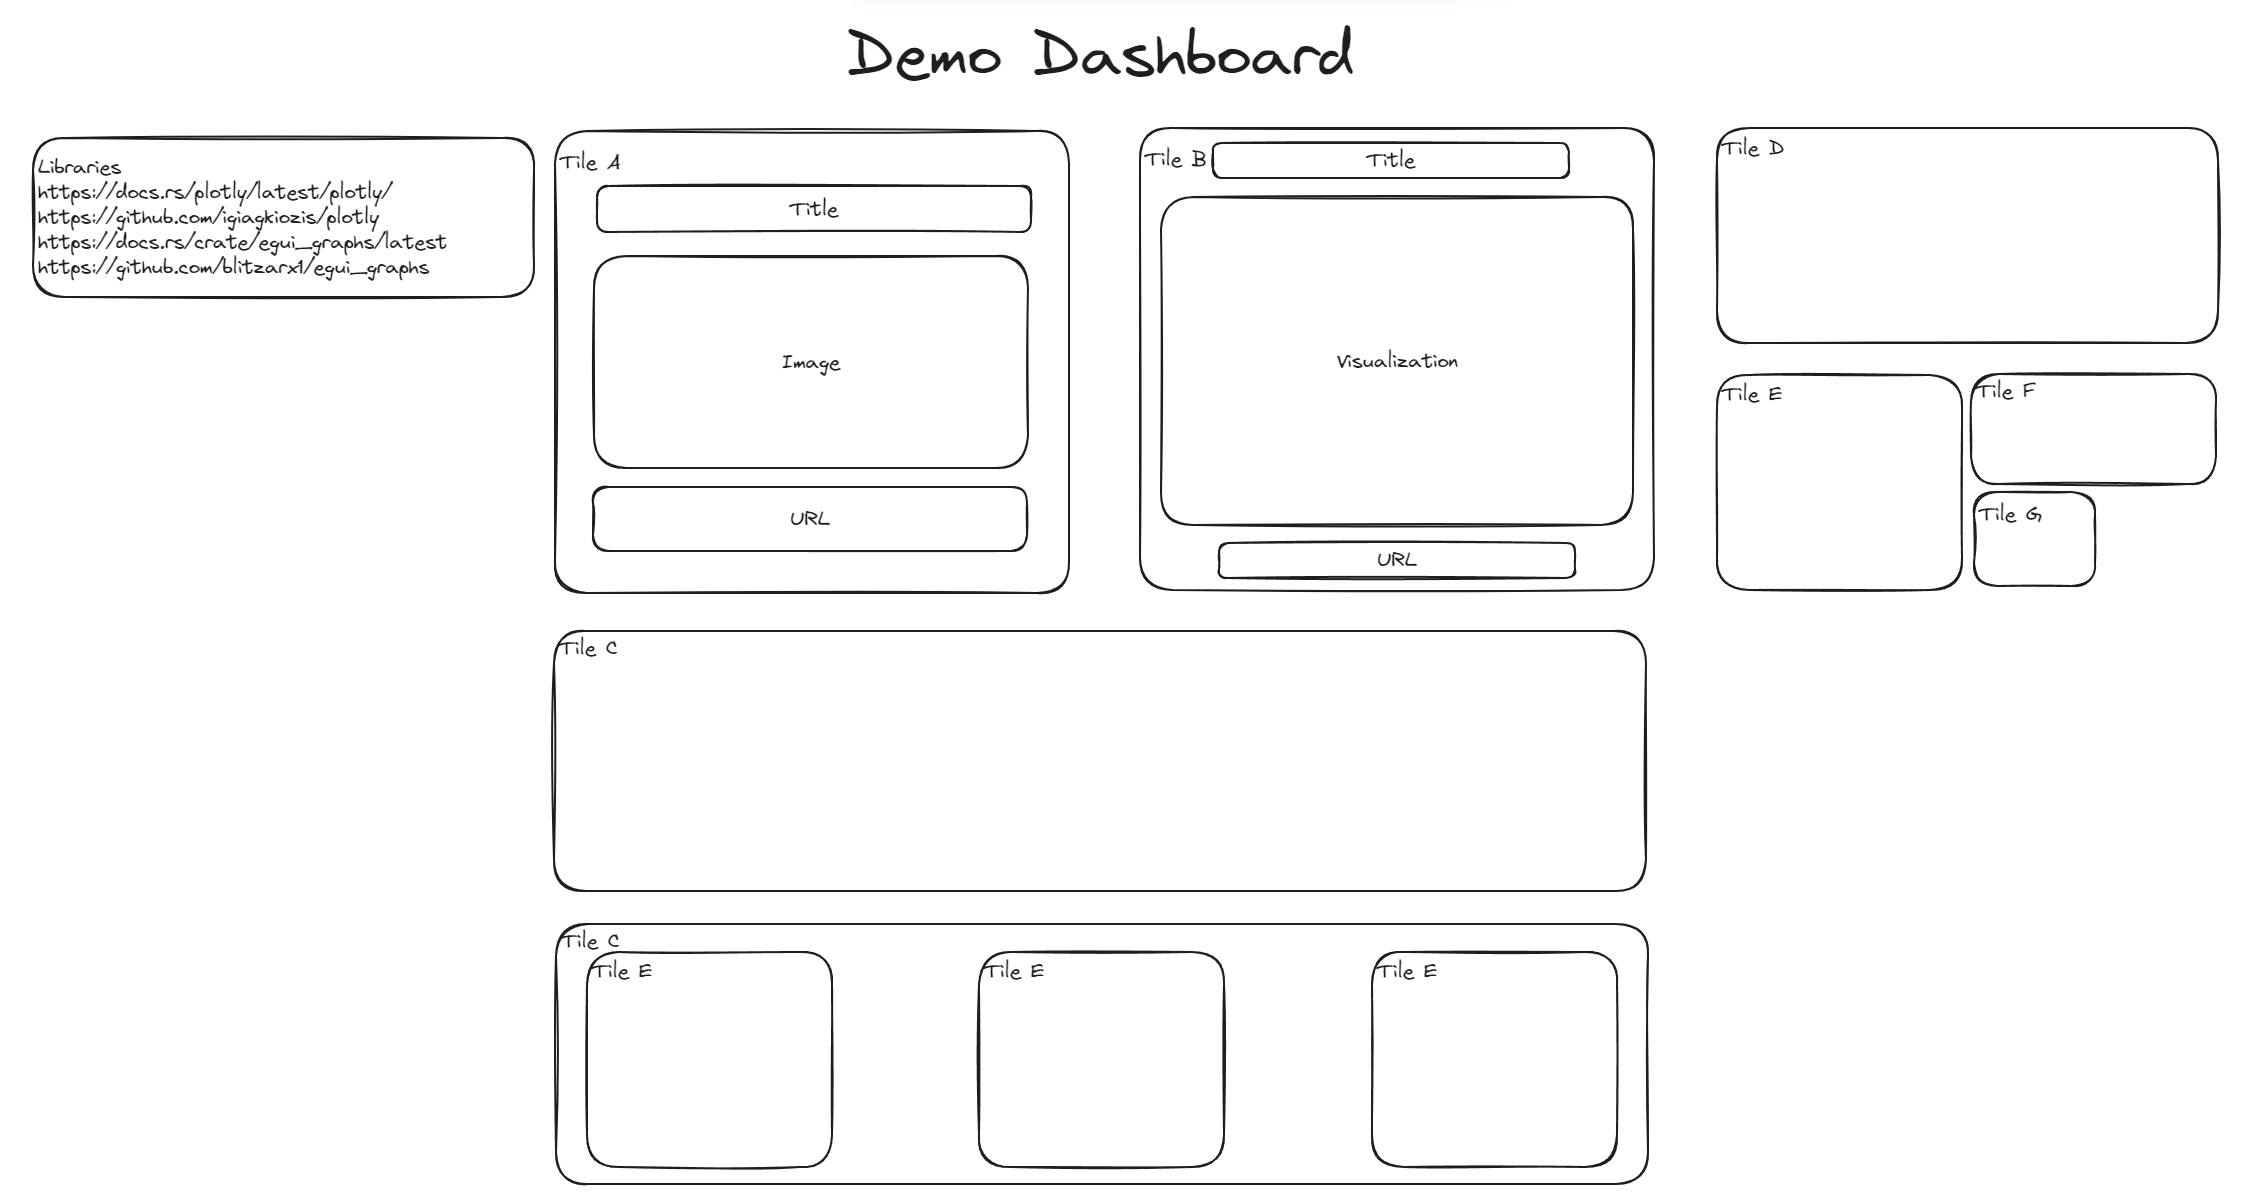 Demo Dashboard
Libraries
https://docs.rs/plotly/latest/plotly/
https://github.com/igiagkiozis/plotly
https://docs.rs/crate/egui_graphs/latest
https://github.com/blitzarx1/egui_graphs
Tile A
Title
Image
URL
Tile B
Title
Visualization
URL
Tile D
Tile E
Tile F
Tile G
Tile C
Tile C
Tile E
Tile E
Tile E